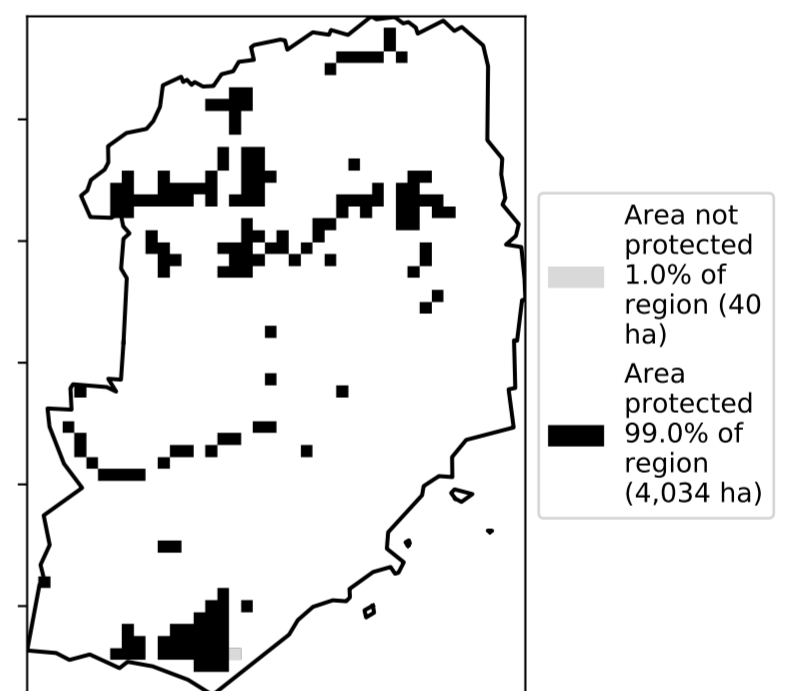 Area not
protected
1.0% of
region (40
ha)
Area
protected
99.0% of
region
(4,034 ha)